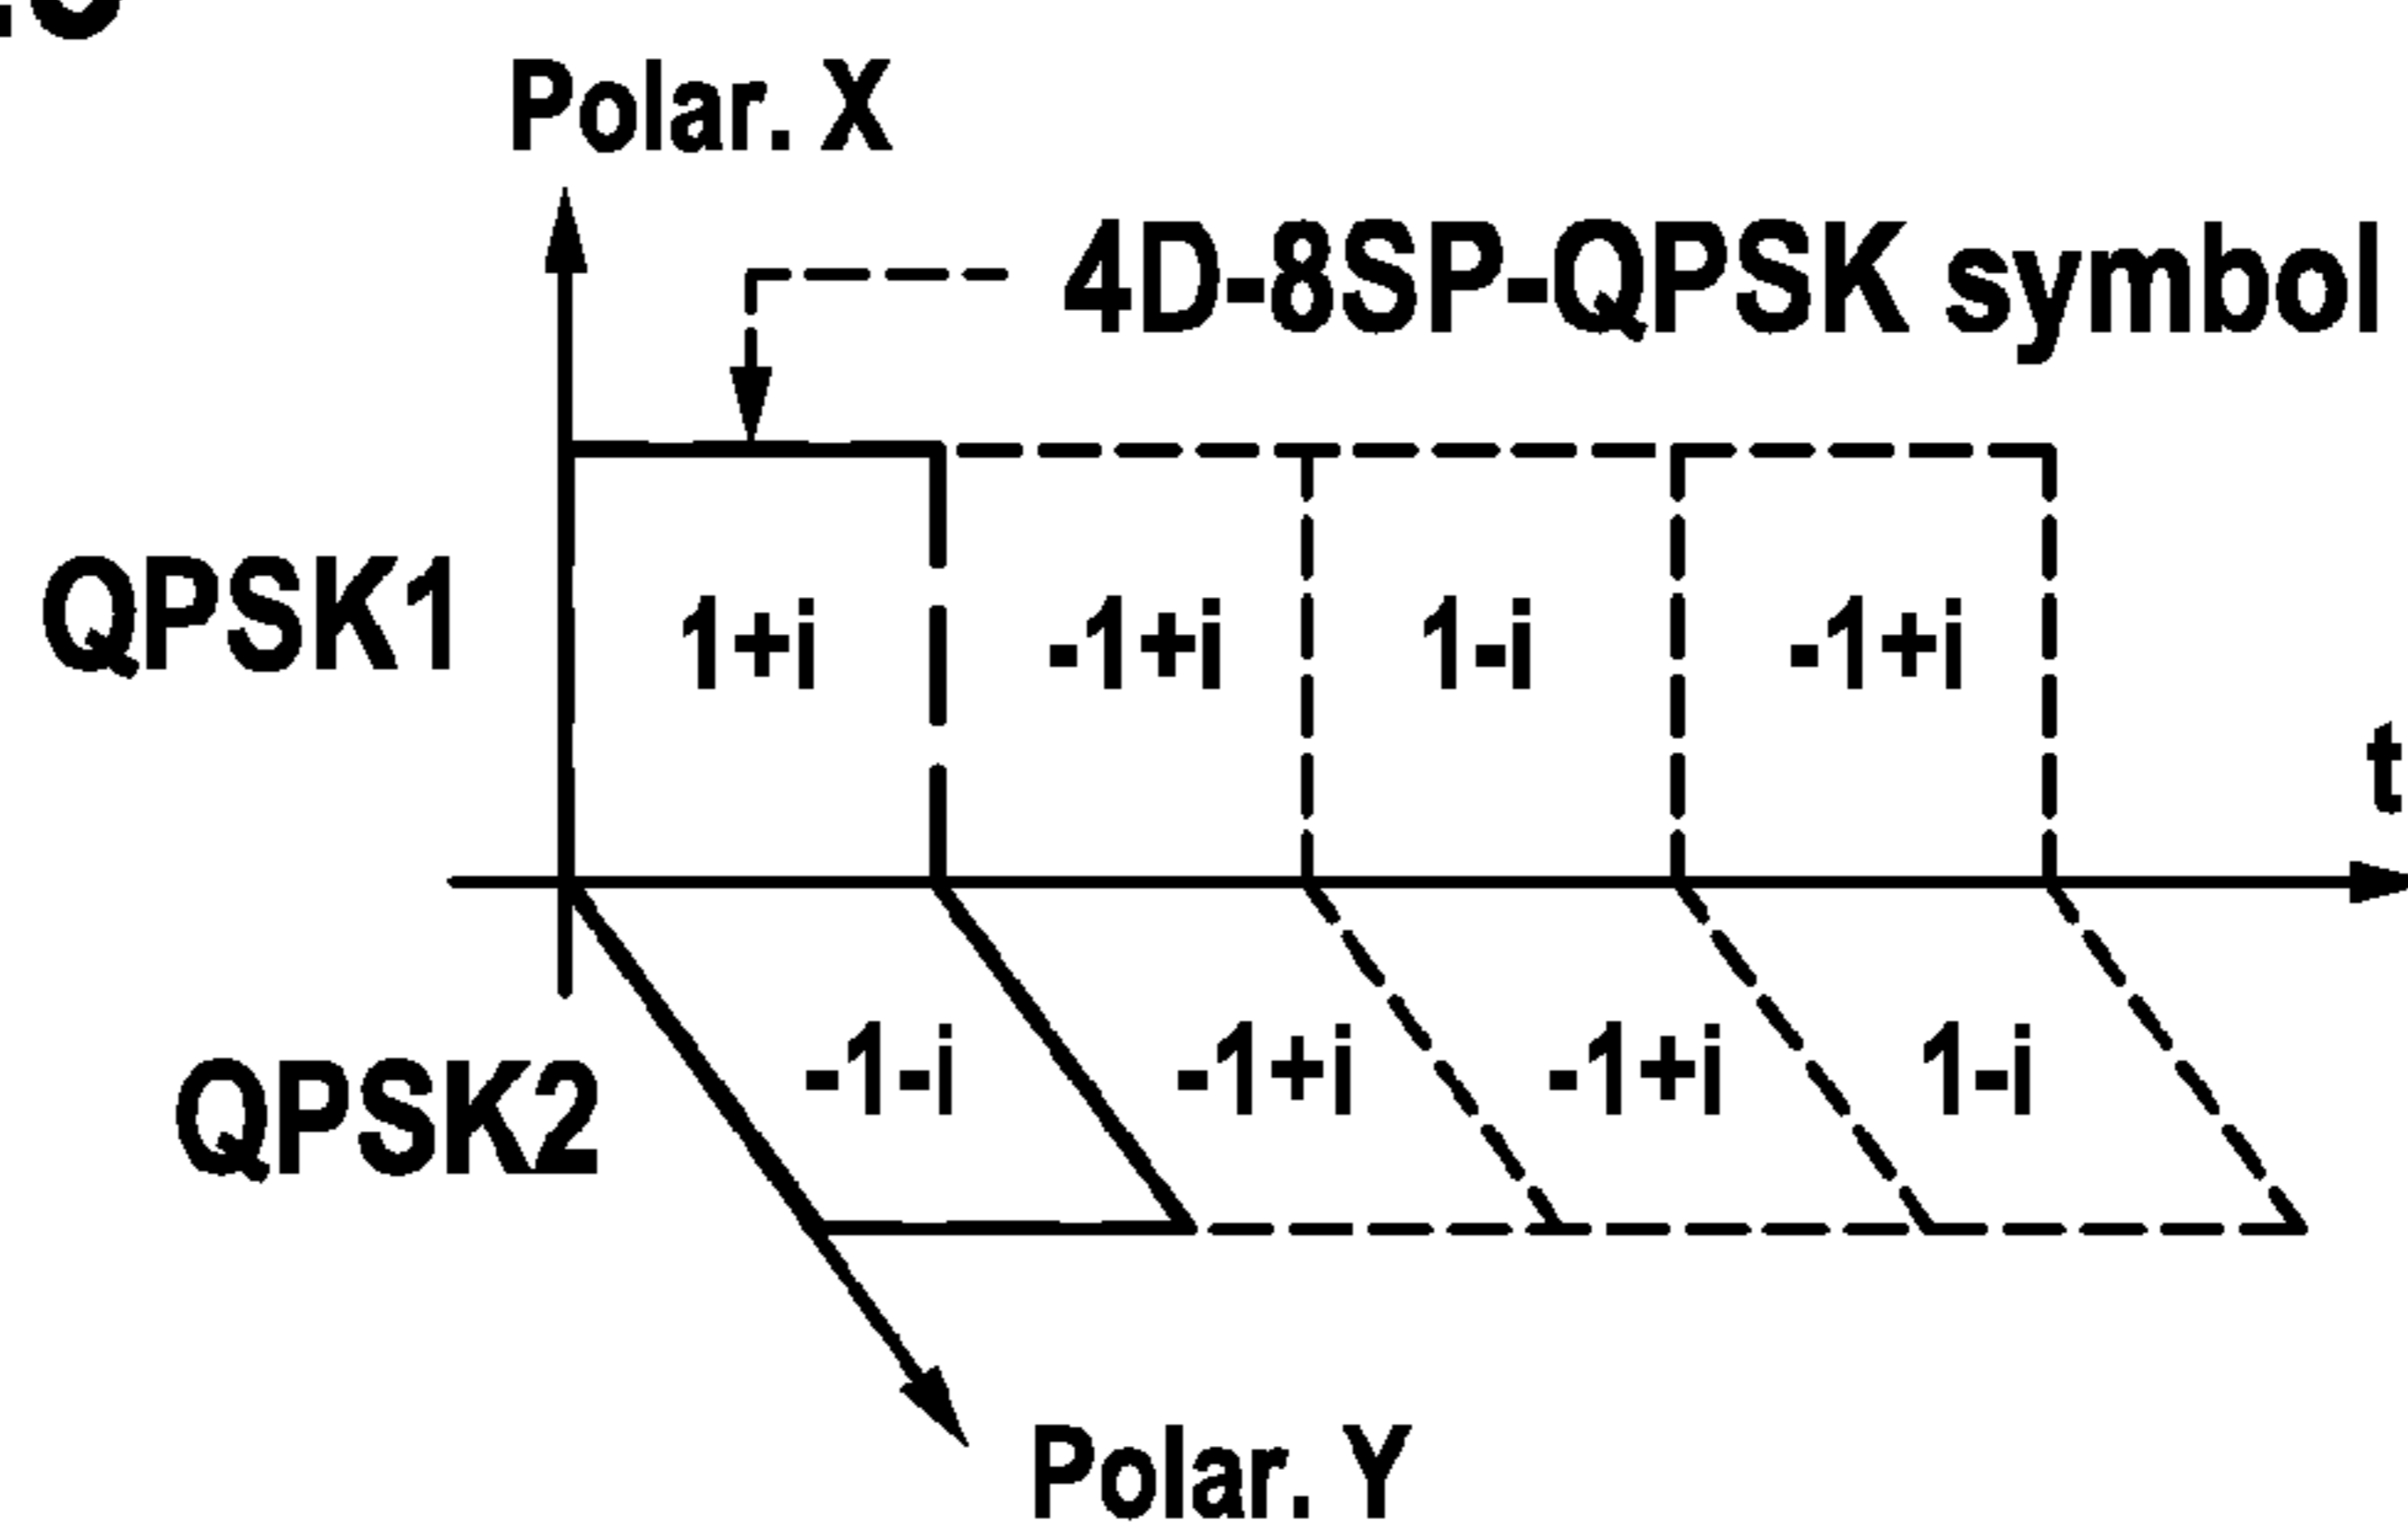 Polar. X
4D-8SP-QPSK symbol
QPSK1
1+i
-1+i
1-i
-1+i
t
QPSK2
-1-i
-1+i
-1+i
1-i
Polar. Y